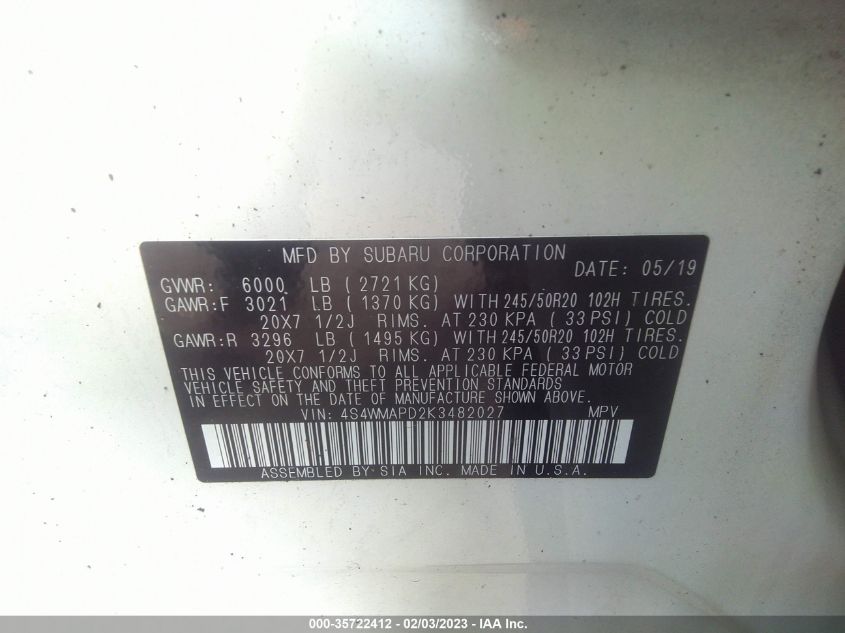 MFD BY SUBARU CORPORATION
DATE: 05/19
GVWR: 6000 LB ( 2721 KG)
GAWR:F 3021 LB ( 1370 KG) WITH 245/50R20 102H TIRES.
20X7 1/2J RIMS. AT 230 KPA ( 33 PSI) COLD
GAWR:R 3296 LB ( 1495 KG) WITH 245/50R20 102H TIRES.
20X7 1/2J RIMS. AT 230 KPA ( 33 PSI) COLD
THIS VEHICLE CONFORMS TO ALL APPLICABLE FEDERAL MOTOR
VEHICLE SAFETY AND THEFT PREVENTION STANDARDS
IN EFFECT ON THE DATE OF MANUFACTURE SHOWN ABOVE.
VIN: 4S4WMAPD2K3482027 MPV
ASSEMBLED BY SIA INC. MADE IN U.S.A.
000-35722412 - 02/03/2023 - IAA Inc.